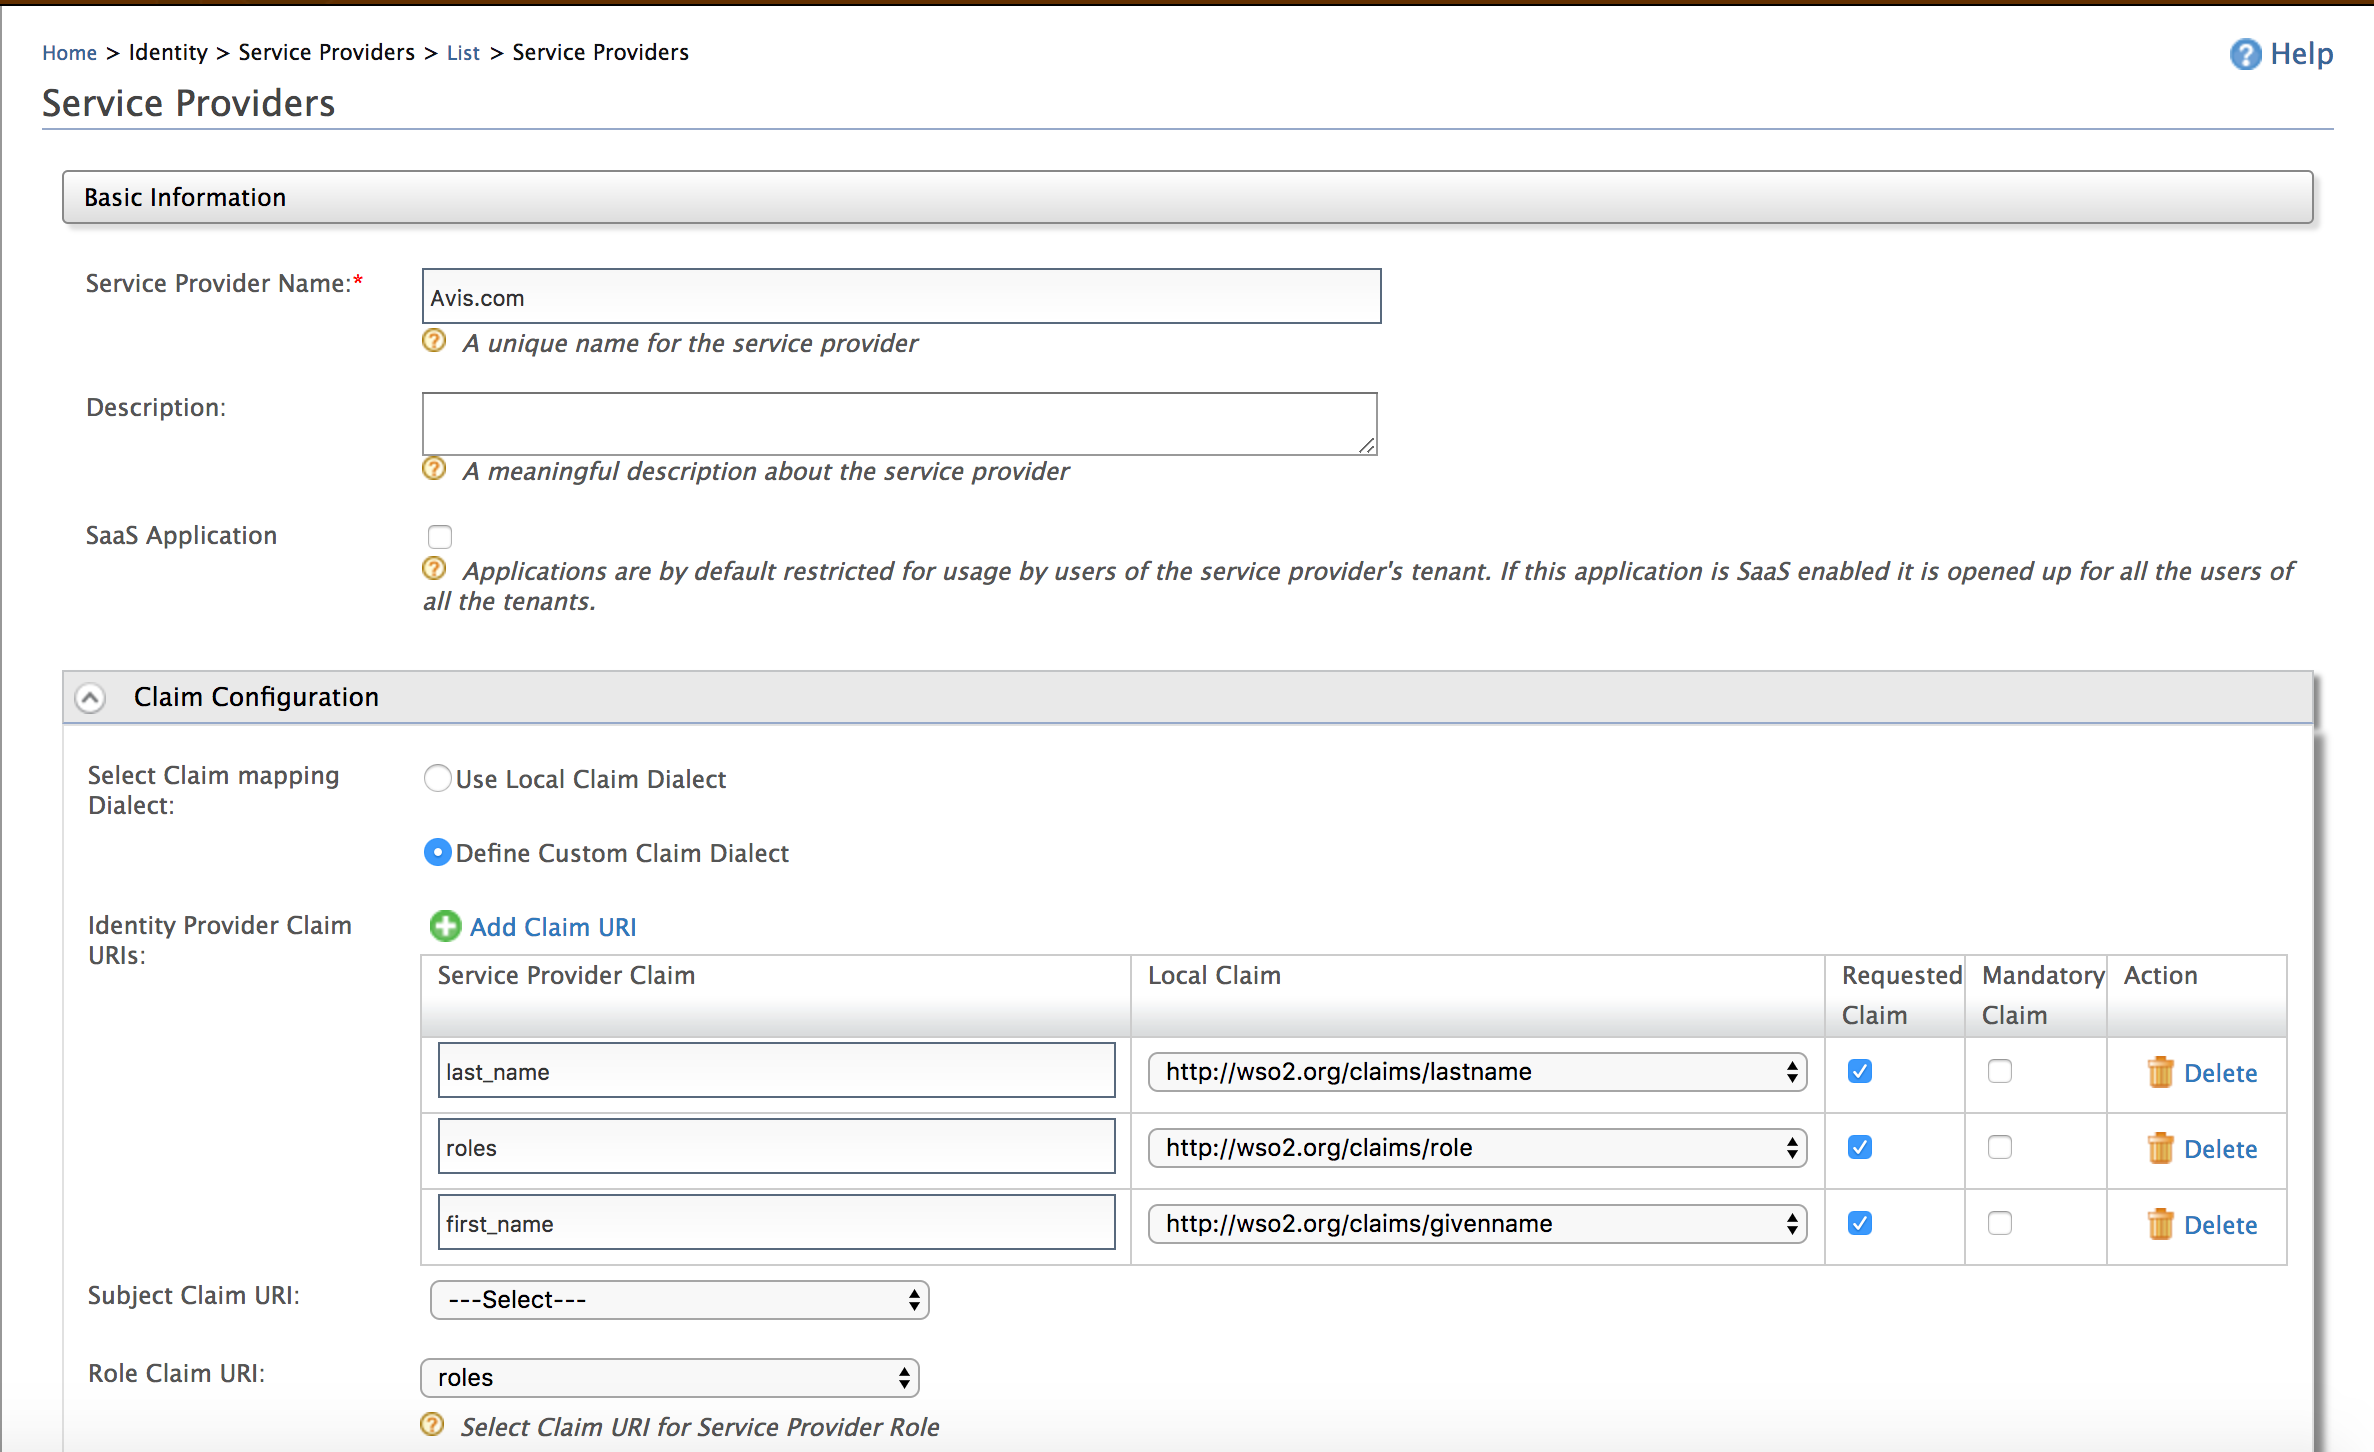 Home > Identity > Service Providers > List > Service Providers
Help
Service Providers
Basic Information
Service Provider Name:*
Avis.com
A unique name for the service provider
Description:
A meaningful description about the service provider
SaaS Application
Applications are by default restricted for usage by users of the service provider's tenant. If this application is SaaS enabled it is opened up for all the users of
all the tenants.
Claim Configuration
Select Claim mapping
Dialect:
Use Local Claim Dialect
Define Custom Claim Dialect
Identity Provider Claim
URIs:
Add Claim URI
Service Provider Claim
Local Claim
Requested
Claim
Mandatory
Claim
Action
last_name
http://wso2.org/claims/lastname
Delete
roles
http://wso2.org/claims/role
Delete
first_name
http://wso2.org/claims/givenname
Delete
Subject Claim URI:
---Select---
Role Claim URI:
roles
Select Claim URI for Service Provider Role